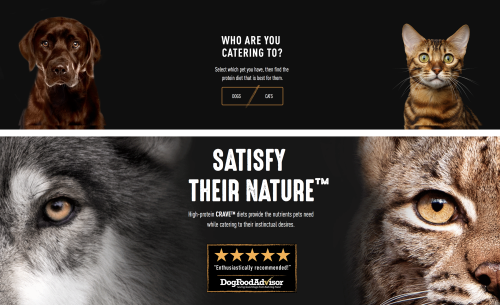 WHO ARE YOU
CATERING TO?
Select which pet you have, then find the
protein diet that is best for them.
DOGS
CATS
SATISFY
THEIR NATURE™
High-protein CRAVE™ diets provide the nutrients pets need
while catering to their instinctual desires.
"Enthusiastically recommended!"
DogFoodAdvisor